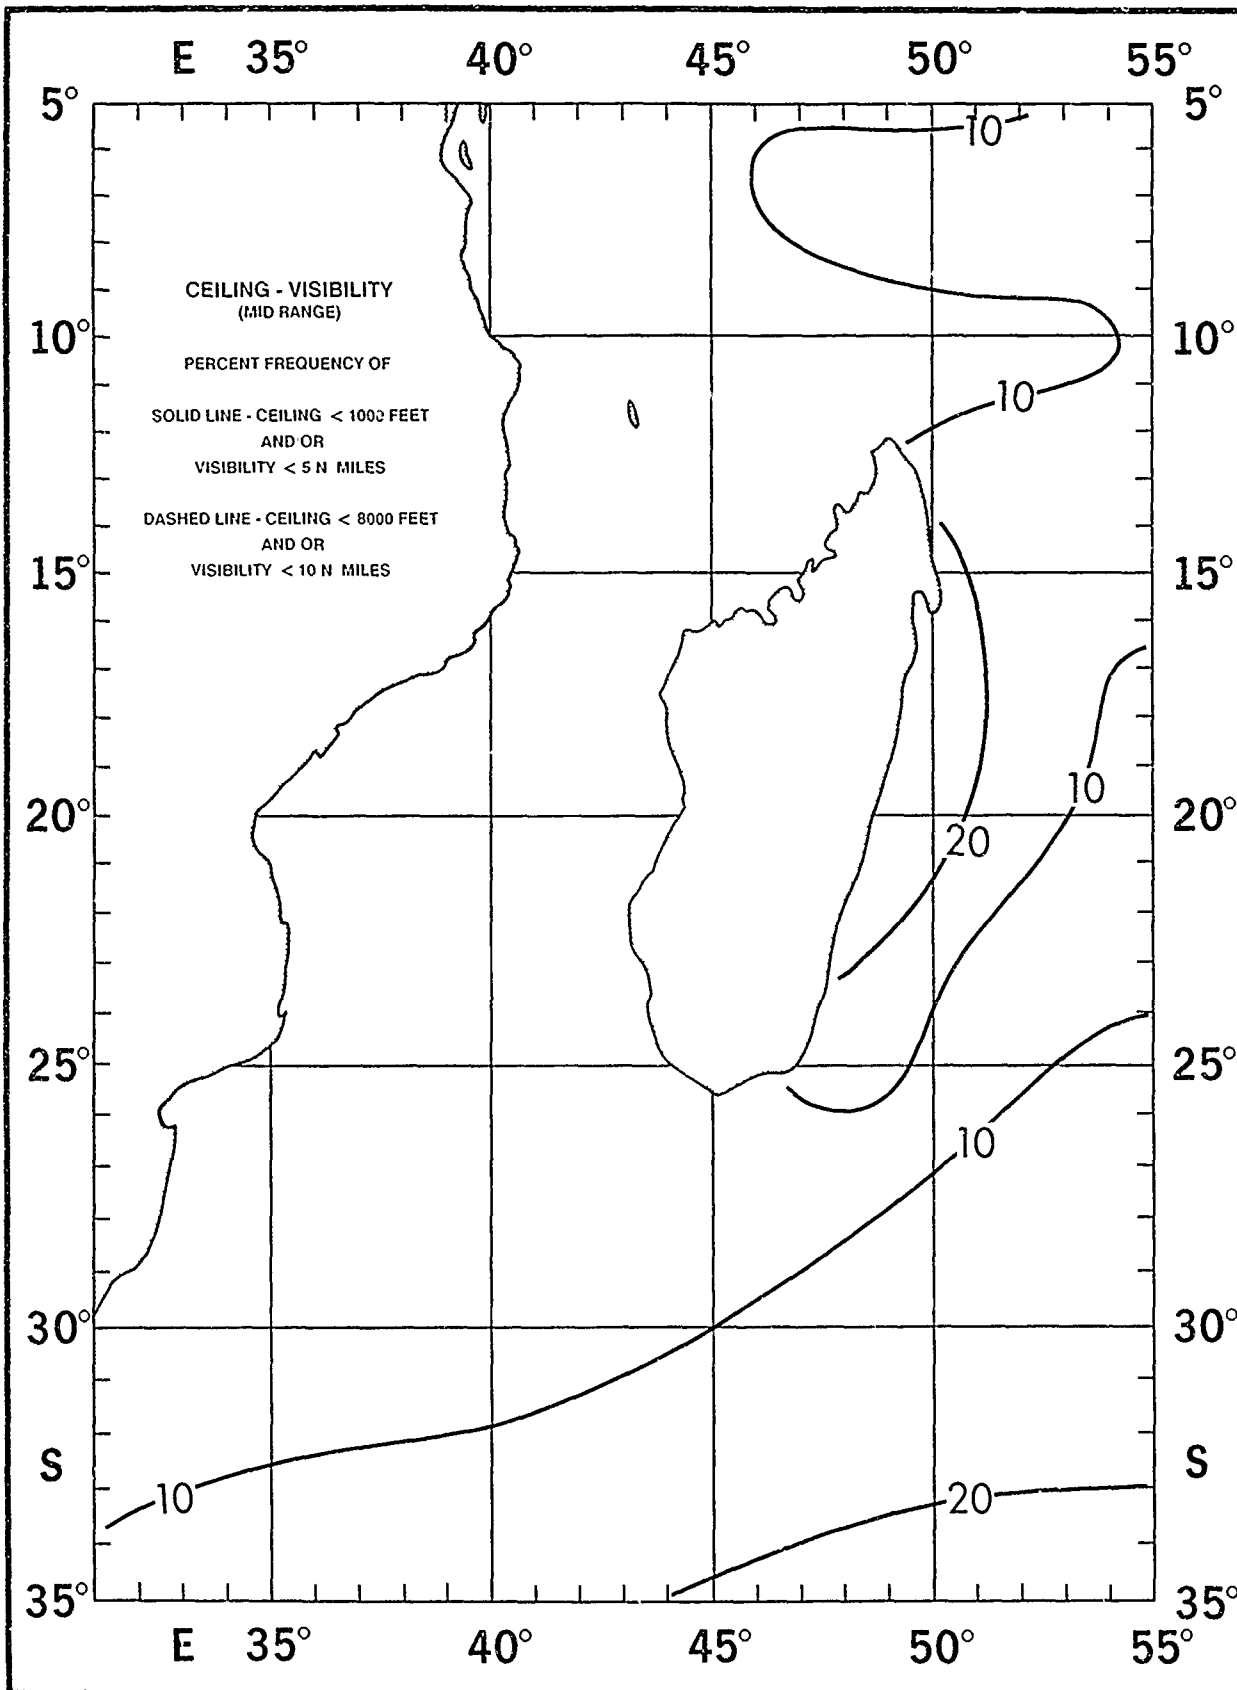 E 35° 40° 45° 50° 55°
5° 5°
10
CEILING - VISIBILITY
(MID RANGE)
10° 10°
PERCENT FREQUENCY OF
10
SOLID LINE - CEILING < 1000 FEET
AND OR
VISIBILITY < 5 N MILES
DASHED LINE - CEILING < 8000 FEET
AND OR
VISIBILITY < 10 N MILES
15° 15°
10
20° 20°
20
25° 25°
10
30° 30°
S S
10 20
35° 35°
E 35° 40° 45° 50° 55°